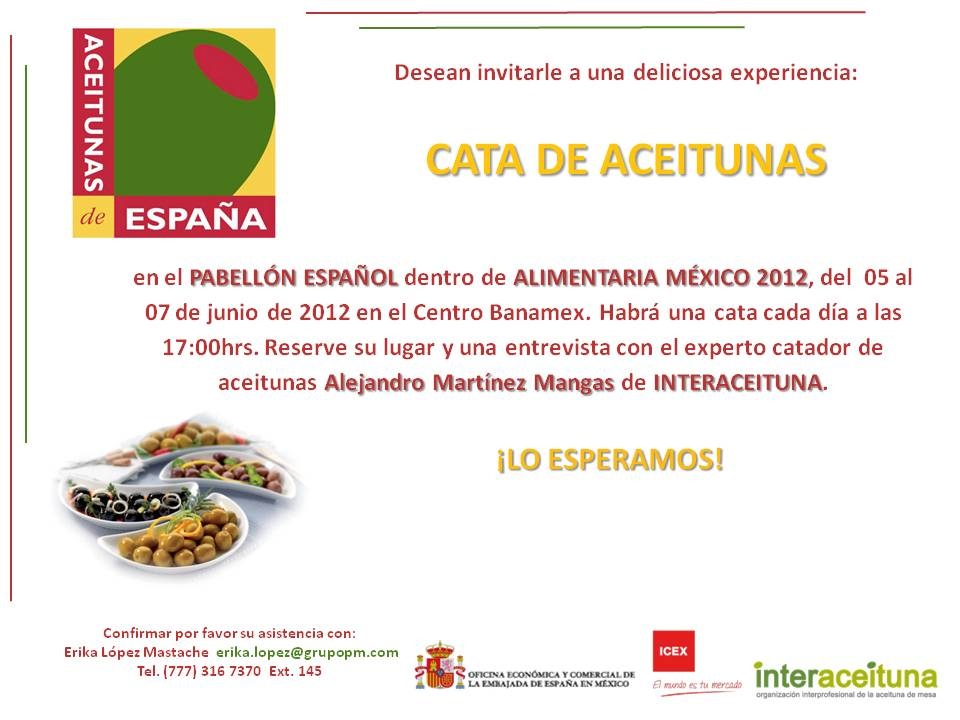 ACEITUNAS
de ESPAÑA
Desean invitarle a una deliciosa experiencia:
CATA DE ACEITUNAS
en el PABELLÓN ESPAÑOL dentro de ALIMENTARIA MÉXICO 2012, del 05 al
07 de junio de 2012 en el Centro Banamex. Habrá una cata cada día a las
17:00hrs. Reserve su lugar y una entrevista con el experto catador de
aceitunas Alejandro Martínez Mangas de INTERACEITUNA.
¡LO ESPERAMOS!
Confirmar por favor su asistencia con:
Erika López Mastache erika.lopez@grupopm.com
Tel. (777) 316 7370 Ext. 145
OFICINA ECONÓMICA Y COMERCIAL DE
LA EMBAJADA DE ESPAÑA EN MÉXICO
ICEX
El mundo es tu mercado
interaceituna
organización interprofesional de la aceituna de mesa